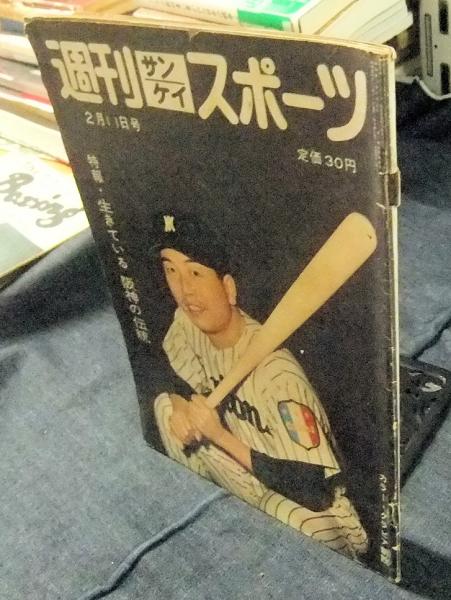 週刊サンケイスポーツ
2月11日号
定価30円
特報・生きている阪神の伝統
Boxing